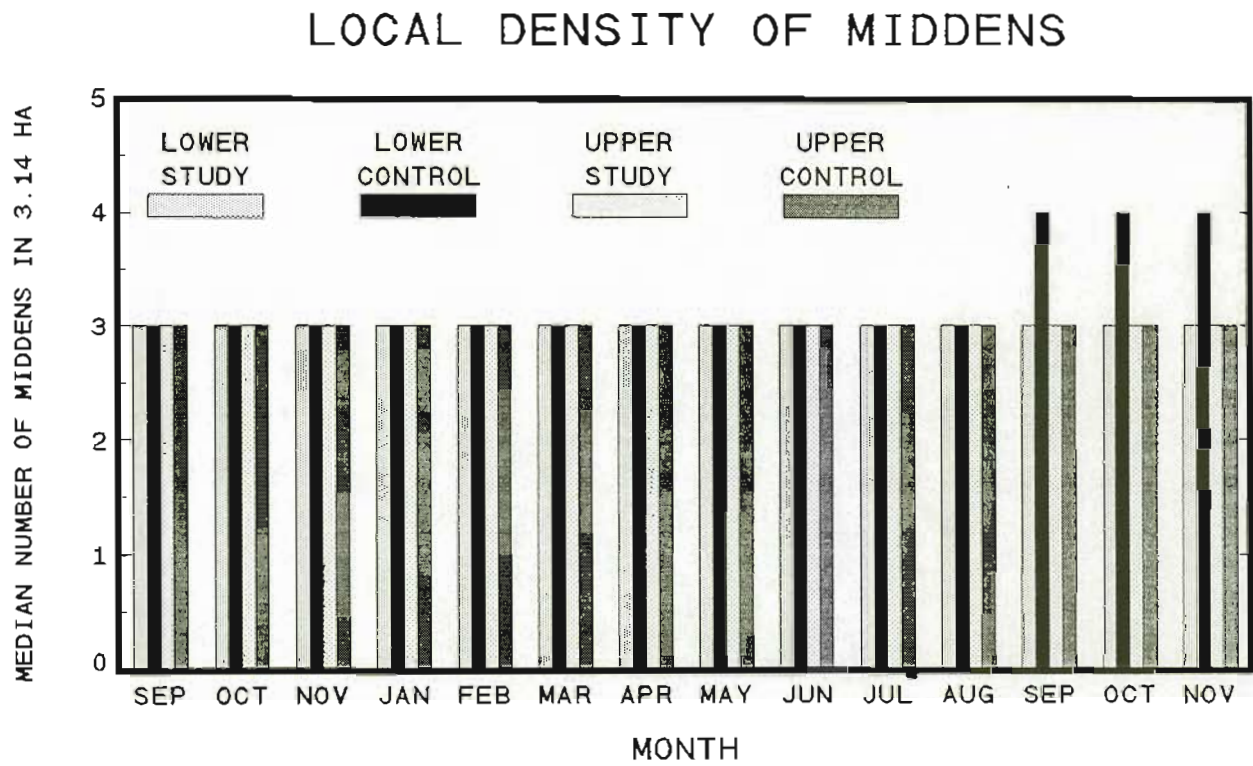 LOCAL DENSITY OF MIDDENS
MEDIAN NUMBER OF MIDDENS IN 3.14 HA
5
4
3
2
1
0
LOWER STUDY
LOWER CONTROL
UPPER STUDY
UPPER CONTROL
SEP OCT NOV JAN FEB MAR APR MAY JUN JUL AUG SEP OCT NOV
MONTH